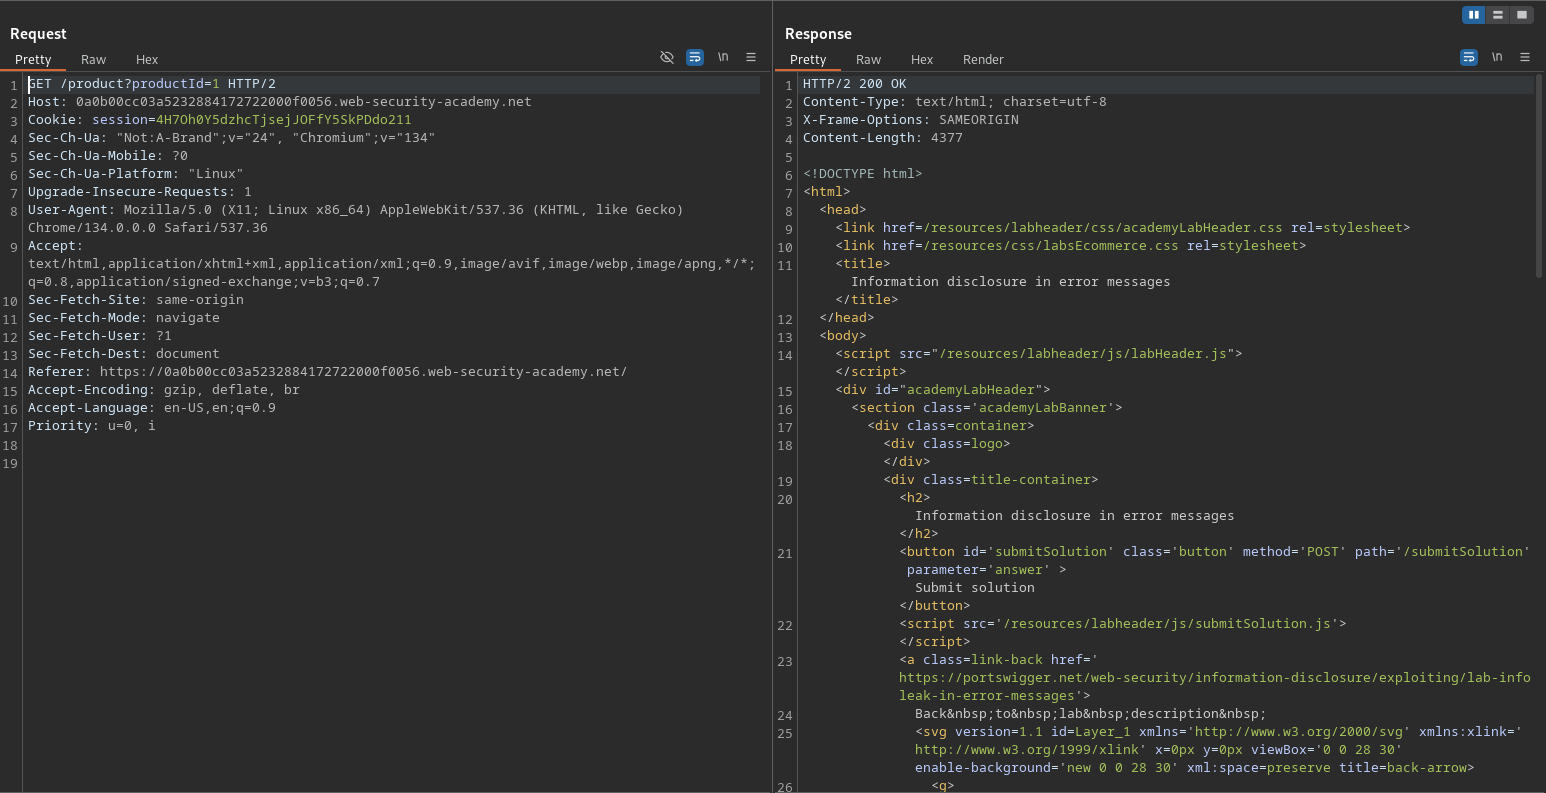 Request
Pretty Raw Hex
\n
1 GET /product?productId=1 HTTP/2
2 Host: 0a0b00cc03a5232884172722000f0056.web-security-academy.net
3 Cookie: session=4H7Oh0Y5dzhcTjsejJOFfY5SkPDdo211
4 Sec-Ch-Ua: "Not:A-Brand";v="24", "Chromium";v="134"
5 Sec-Ch-Ua-Mobile: ?0
6 Sec-Ch-Ua-Platform: "Linux"
7 Upgrade-Insecure-Requests: 1
8 User-Agent: Mozilla/5.0 (X11; Linux x86_64) AppleWebKit/537.36 (KHTML, like Gecko)
Chrome/134.0.0.0 Safari/537.36
9 Accept:
text/html,application/xhtml+xml,application/xml;q=0.9,image/avif,image/webp,image/apng,*/*;
q=0.8,application/signed-exchange;v=b3;q=0.7
10 Sec-Fetch-Site: same-origin
11 Sec-Fetch-Mode: navigate
12 Sec-Fetch-User: ?1
13 Sec-Fetch-Dest: document
14 Referer: https://0a0b00cc03a5232884172722000f0056.web-security-academy.net/
15 Accept-Encoding: gzip, deflate, br
16 Accept-Language: en-US,en;q=0.9
17 Priority: u=0, i
18
19
Response
Pretty Raw Hex Render
\n
1 HTTP/2 200 OK
2 Content-Type: text/html; charset=utf-8
3 X-Frame-Options: SAMEORIGIN
4 Content-Length: 4377
5
6 <!DOCTYPE html>
7 <html>
8 <head>
9 <link href=/resources/labheader/css/academyLabHeader.css rel=stylesheet>
10 <link href=/resources/css/labsEcommerce.css rel=stylesheet>
11 <title>
Information disclosure in error messages
</title>
12 </head>
13 <body>
14 <script src="/resources/labheader/js/labHeader.js">
</script>
15 <div id="academyLabHeader">
16 <section class='academyLabBanner'>
17 <div class=container>
18 <div class=logo>
</div>
19 <div class=title-container>
20 <h2>
Information disclosure in error messages
</h2>
21 <button id='submitSolution' class='button' method='POST' path='/submitSolution'
parameter='answer' >
Submit solution
</button>
22 <script src='/resources/labheader/js/submitSolution.js'>
</script>
23 <a class=link-back href='
https://portswigger.net/web-security/information-disclosure/exploiting/lab-info
leak-in-error-messages'>
24 Back&nbsp;to&nbsp;lab&nbsp;description&nbsp;
25 <svg version=1.1 id=Layer_1 xmlns='http://www.w3.org/2000/svg' xmlns:xlink='
http://www.w3.org/1999/xlink' x=0px y=0px viewBox='0 0 28 30'
enable-background='new 0 0 28 30' xml:space=preserve title=back-arrow>
26 <g>